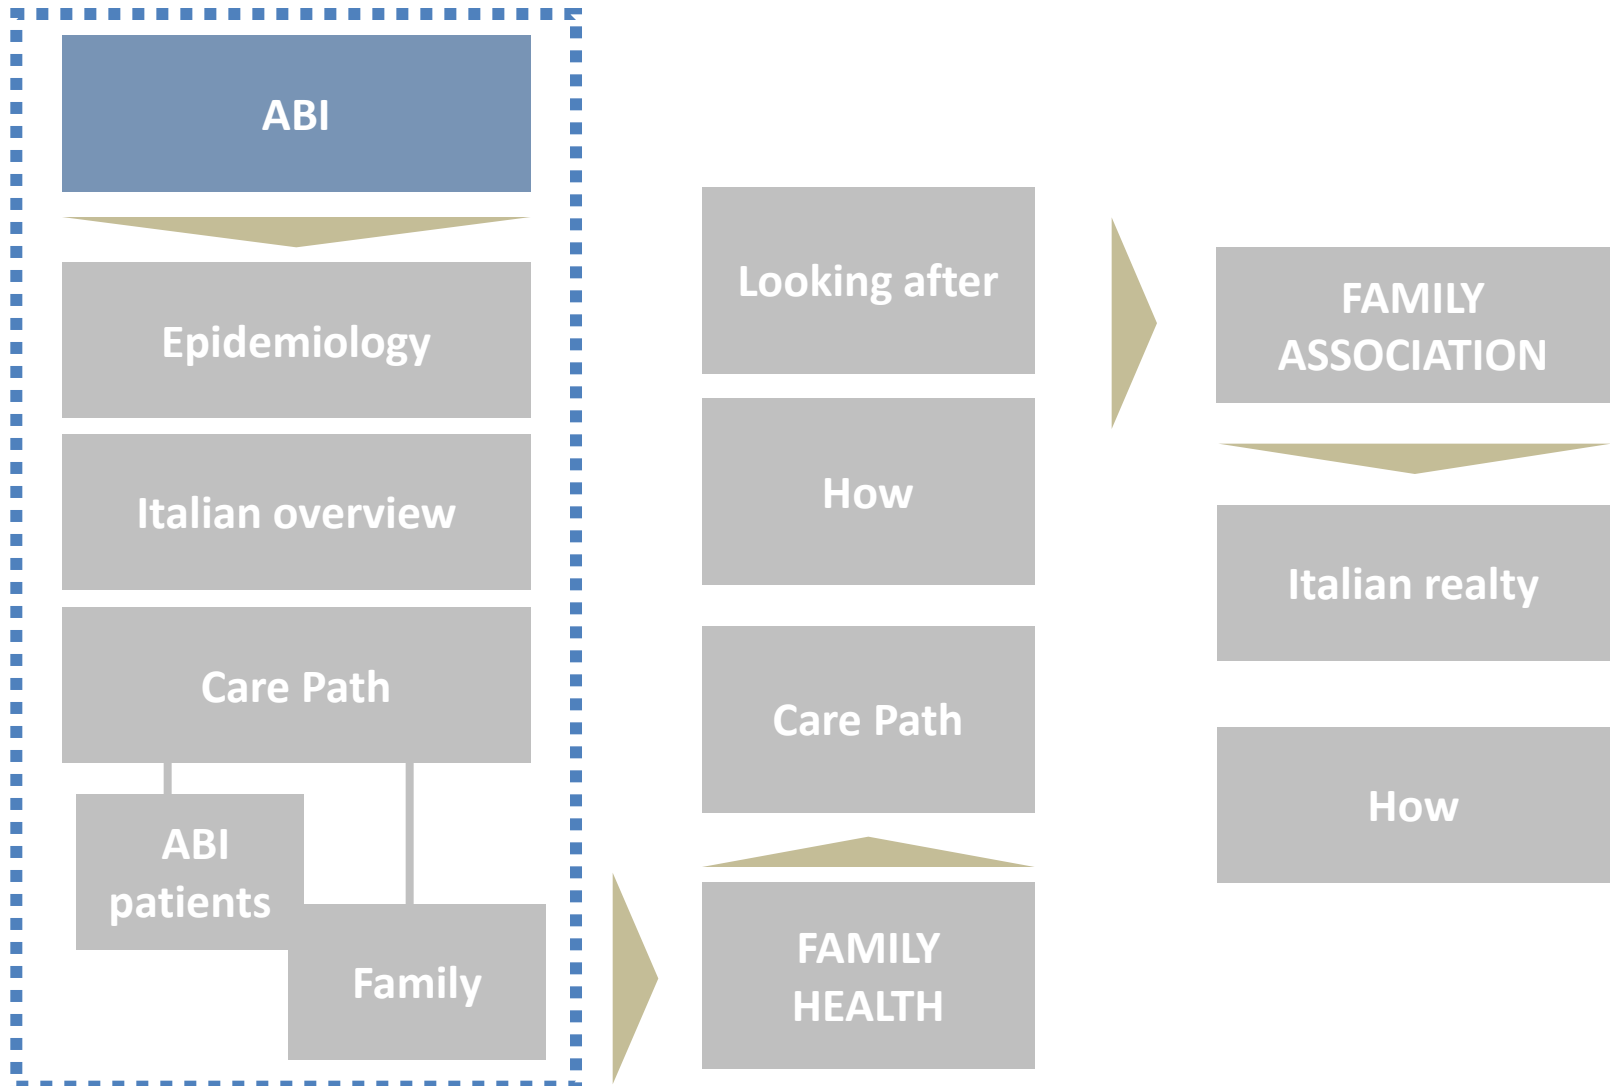 ABI
Epidemiology
Italian overview
Care Path
ABI
patients
Family
Looking after
How
Care Path
FAMILY
HEALTH
FAMILY
ASSOCIATION
Italian realty
How